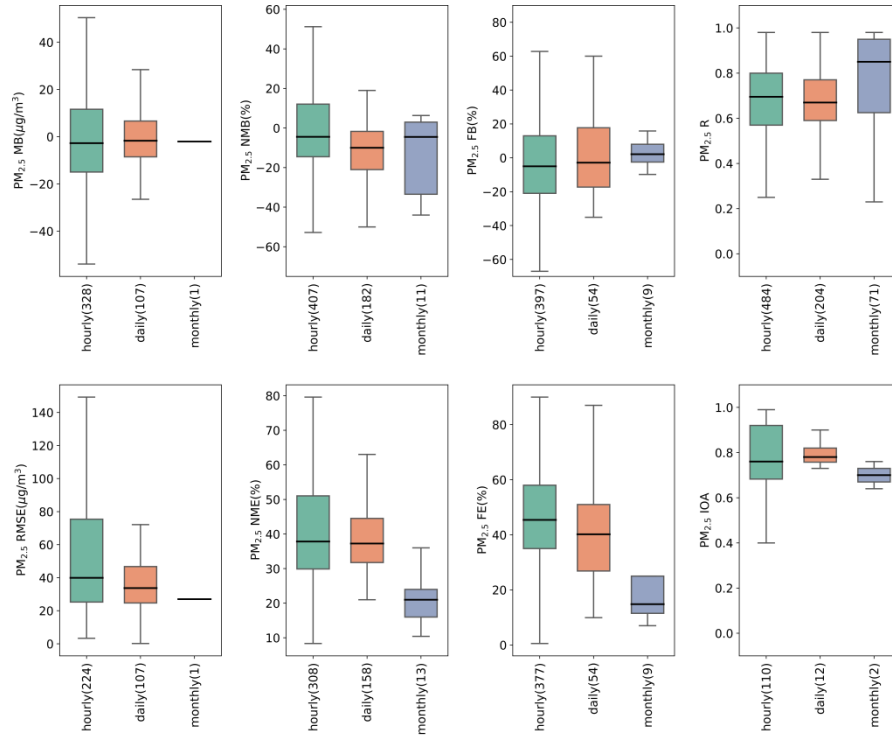 PM2.5 MB(μg/m³)
40
20
0
−20
−40
hourly(328)
daily(107)
monthly(1)
PM2.5 NMB(%)
60
40
20
0
−20
−40
−60
hourly(407)
daily(182)
monthly(11)
PM2.5 FB(%)
80
60
40
20
0
−20
−40
−60
hourly(397)
daily(54)
monthly(9)
PM2.5 R
1.0
0.8
0.6
0.4
0.2
0.0
hourly(484)
daily(204)
monthly(71)
PM2.5 RMSE(μg/m³)
140
120
100
80
60
40
20
0
hourly(224)
daily(107)
monthly(1)
PM2.5 NME(%)
80
70
60
50
40
30
20
10
hourly(308)
daily(158)
monthly(13)
PM2.5 FE(%)
80
60
40
20
0
hourly(377)
daily(54)
monthly(9)
PM2.5 IOA
1.0
0.8
0.6
0.4
0.2
0.0
hourly(110)
daily(12)
monthly(2)